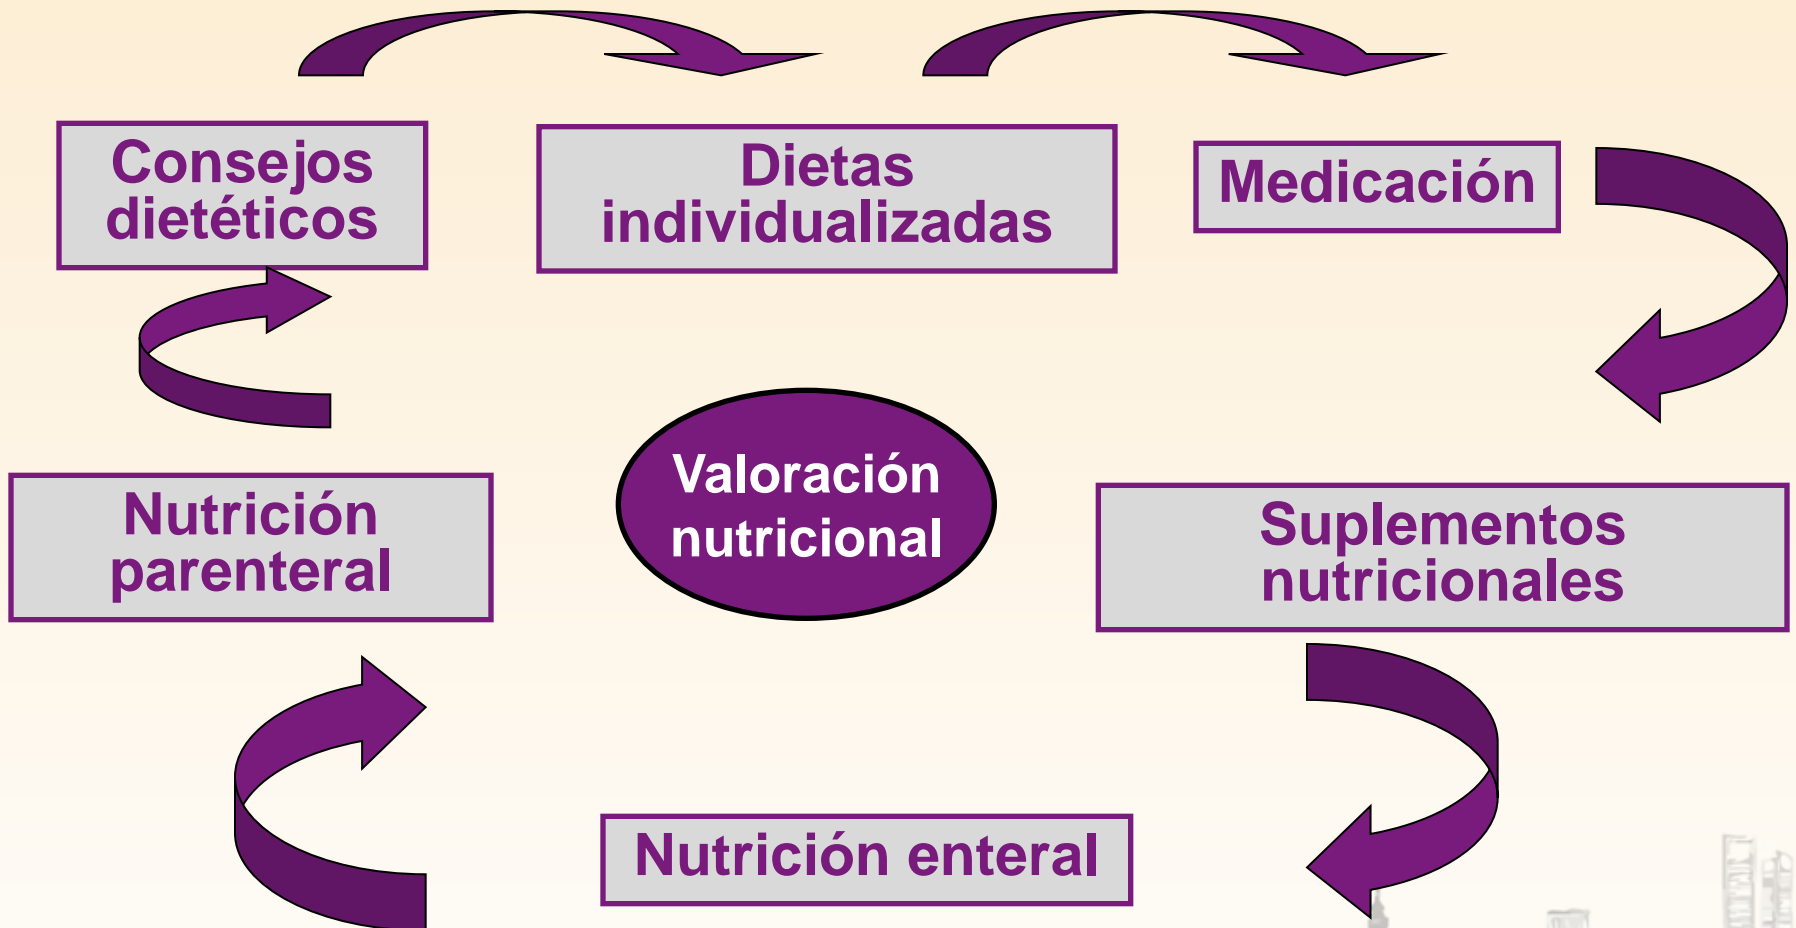 Consejos
dietéticos
Dietas
individualizadas
Medicación
Valoración
nutricional
Nutrición
parenteral
Suplementos
nutricionales
Nutrición enteral